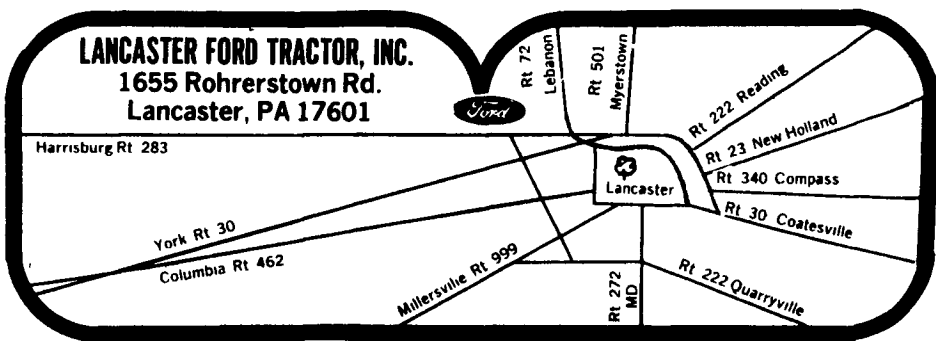 LANCASTER FORD TRACTOR, INC.
1655 Rohrerstown Rd.
Lancaster, PA 17601
Ford
Rt 72
Lebanon
Rt 501
Myerstown
Rt 222 Reading
Rt 23 New Holland
Rt 340 Compass
Rt 30 Coatesville
Lancaster
Harrisburg Rt 283
York Rt 30
Columbia Rt 462
Millersville Rt 999
Rt 272
MD
Rt 222 Quarryville